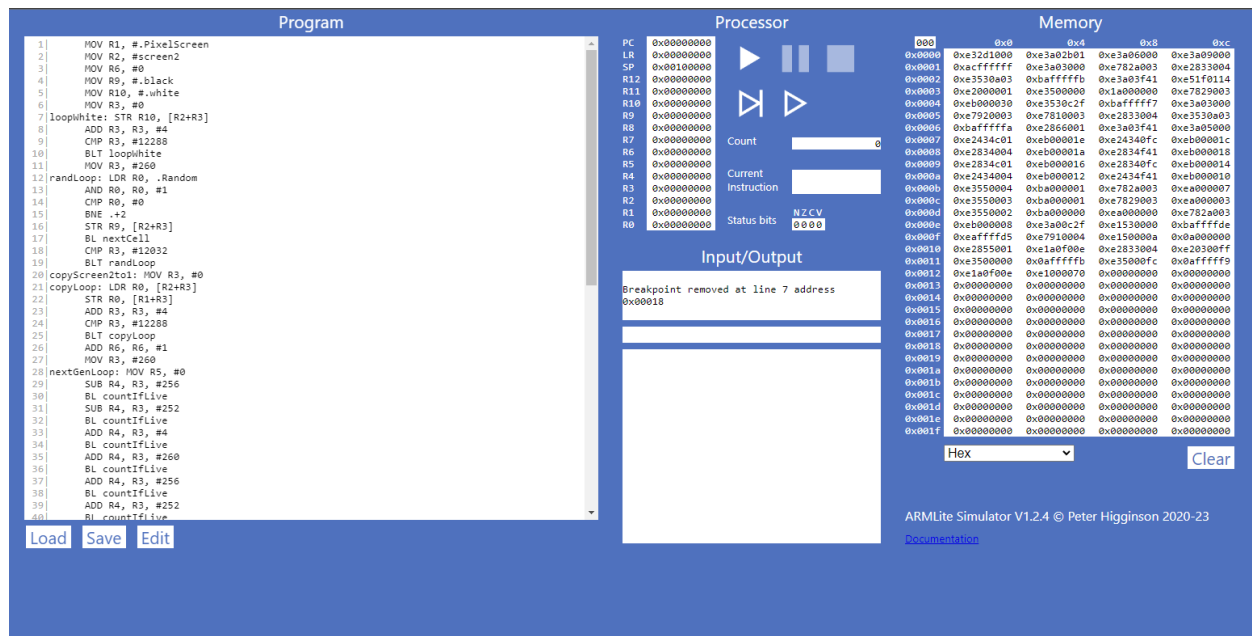 Program
1| MOV R1, #.PixelScreen
2| MOV R2, #screen2
3| MOV R6, #0
4| MOV R9, #.black
5| MOV R10, #.white
6| MOV R3, #0
7|loopWhite: STR R10, [R2+R3]
8| ADD R3, R3, #4
9| CMP R3, #12288
10| BLT loopWhite
11| MOV R3, #260
12|randLoop: LDR R0, .Random
13| AND R0, R0, #1
14| CMP R0, #0
15| BNE .+2
16| STR R9, [R2+R3]
17| BL nextCell
18| CMP R3, #12032
19| BLT randLoop
20|copyScreen2to1: MOV R3, #0
21|copyLoop: LDR R0, [R2+R3]
22| STR R0, [R1+R3]
23| ADD R3, R3, #4
24| CMP R3, #12288
25| BLT copyLoop
26| ADD R6, R6, #1
27| MOV R3, #260
28|nextGenLoop: MOV R5, #0
29| SUB R4, R3, #256
30| BL countIfLive
31| SUB R4, R3, #252
32| BL countIfLive
33| ADD R4, R3, #4
34| BL countIfLive
35| ADD R4, R3, #260
36| BL countIfLive
37| ADD R4, R3, #256
38| BL countIfLive
39| ADD R4, R3, #252
40| BL countIfLive
Load Save Edit
Processor
PC 0x00000000
LR 0x00000000
SP 0x00100000
R12 0x00000000
R11 0x00000000
R10 0x00000000
R9 0x00000000
R8 0x00000000
R7 0x00000000
R6 0x00000000
R5 0x00000000
R4 0x00000000
R3 0x00000000
R2 0x00000000
R1 0x00000000
R0 0x00000000
Count 0
Current
Instruction
Status bits
N Z C V
0 0 0 0
Input/Output
Breakpoint removed at line 7 address
0x00018
Memory
000 0x0 0x4 0x8 0xc
0x0000 0xe32d1000 0xe3a02b01 0xe3a06000 0xe3a09000
0x0001 0xacffffff 0xe3a03000 0xe782a003 0xe2833004
0x0002 0xe3530a03 0xbafffffb 0xe3a03f41 0xe51f0114
0x0003 0xe2000001 0xe3500000 0x1a000000 0xe7829003
0x0004 0xeb000030 0xe3530c2f 0xbafffff7 0xe3a03000
0x0005 0xe7920003 0xe7810003 0xe2833004 0xe3530a03
0x0006 0xbafffffa 0xe2866001 0xe3a03f41 0xe3a05000
0x0007 0xe2434c01 0xeb00001e 0xe24340fc 0xeb00001c
0x0008 0xe2834004 0xeb00001a 0xe2834f41 0xeb000018
0x0009 0xe2834c01 0xeb000016 0xe28340fc 0xeb000014
0x000a 0xe2434004 0xeb000012 0xe2434f41 0xeb000010
0x000b 0xe3550004 0xba000001 0xe782a003 0xea000007
0x000c 0xe3550003 0xba000001 0xe7829003 0xea000003
0x000d 0xe3550002 0xba000000 0xea000000 0xe782a003
0x000e 0xeb000008 0xe3a00c2f 0xe1530000 0xbaffffde
0x000f 0xeaffffd5 0xe7910004 0xe150000a 0x0a000000
0x0010 0xe2855001 0xe1a0f00e 0xe2833004 0xe20300ff
0x0011 0xe3500000 0x0afffffb 0xe35000fc 0x0afffff9
0x0012 0xe1a0f00e 0xe1000070 0x00000000 0x00000000
0x0013 0x00000000 0x00000000 0x00000000 0x00000000
0x0014 0x00000000 0x00000000 0x00000000 0x00000000
0x0015 0x00000000 0x00000000 0x00000000 0x00000000
0x0016 0x00000000 0x00000000 0x00000000 0x00000000
0x0017 0x00000000 0x00000000 0x00000000 0x00000000
0x0018 0x00000000 0x00000000 0x00000000 0x00000000
0x0019 0x00000000 0x00000000 0x00000000 0x00000000
0x001a 0x00000000 0x00000000 0x00000000 0x00000000
0x001b 0x00000000 0x00000000 0x00000000 0x00000000
0x001c 0x00000000 0x00000000 0x00000000 0x00000000
0x001d 0x00000000 0x00000000 0x00000000 0x00000000
0x001e 0x00000000 0x00000000 0x00000000 0x00000000
0x001f 0x00000000 0x00000000 0x00000000 0x00000000
Hex
Clear
ARMLite Simulator V1.2.4 © Peter Higginson 2020-23
Documentation